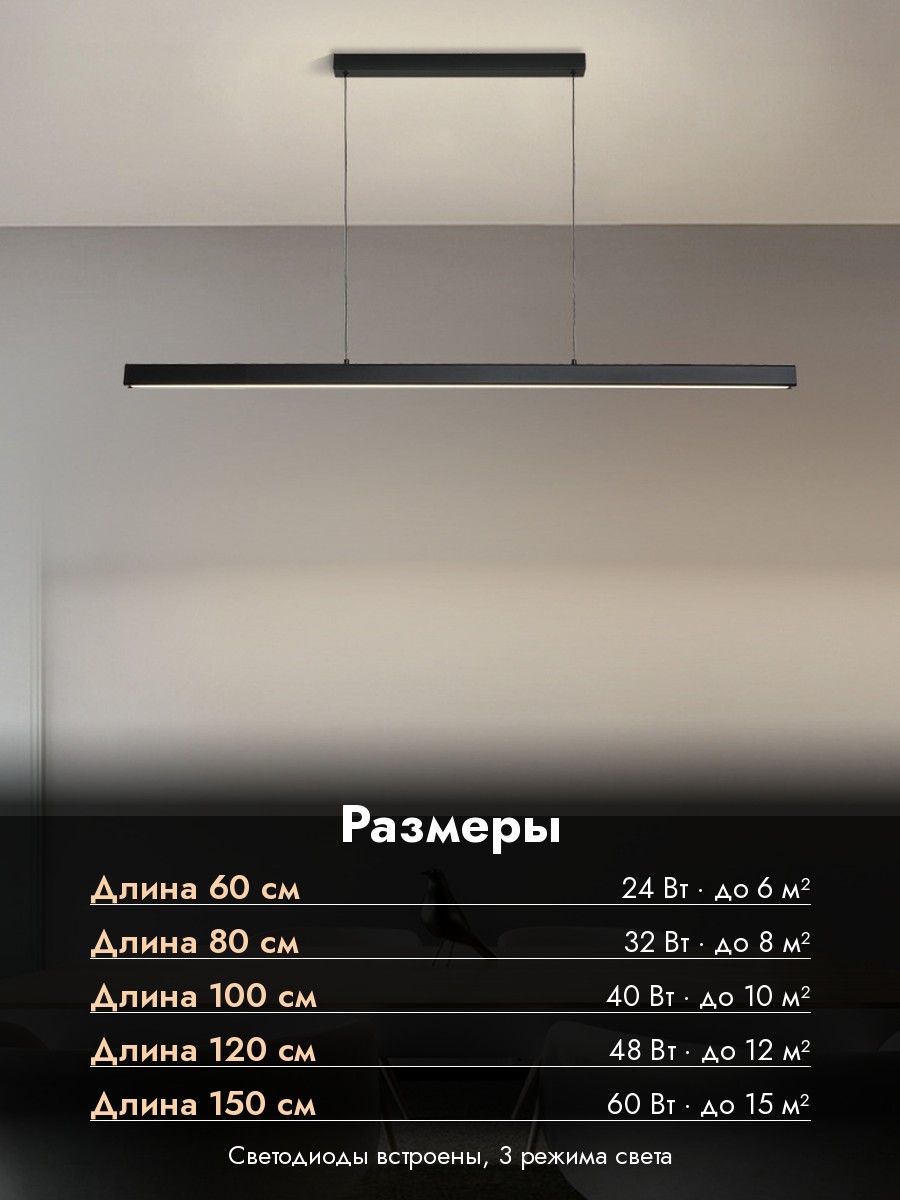 Размеры
Длина 60 см 24 Вт · до 6 м²
Длина 80 см 32 Вт · до 8 м²
Длина 100 см 40 Вт · до 10 м²
Длина 120 см 48 Вт · до 12 м²
Длина 150 см 60 Вт · до 15 м²
Светодиоды встроены, 3 режима света